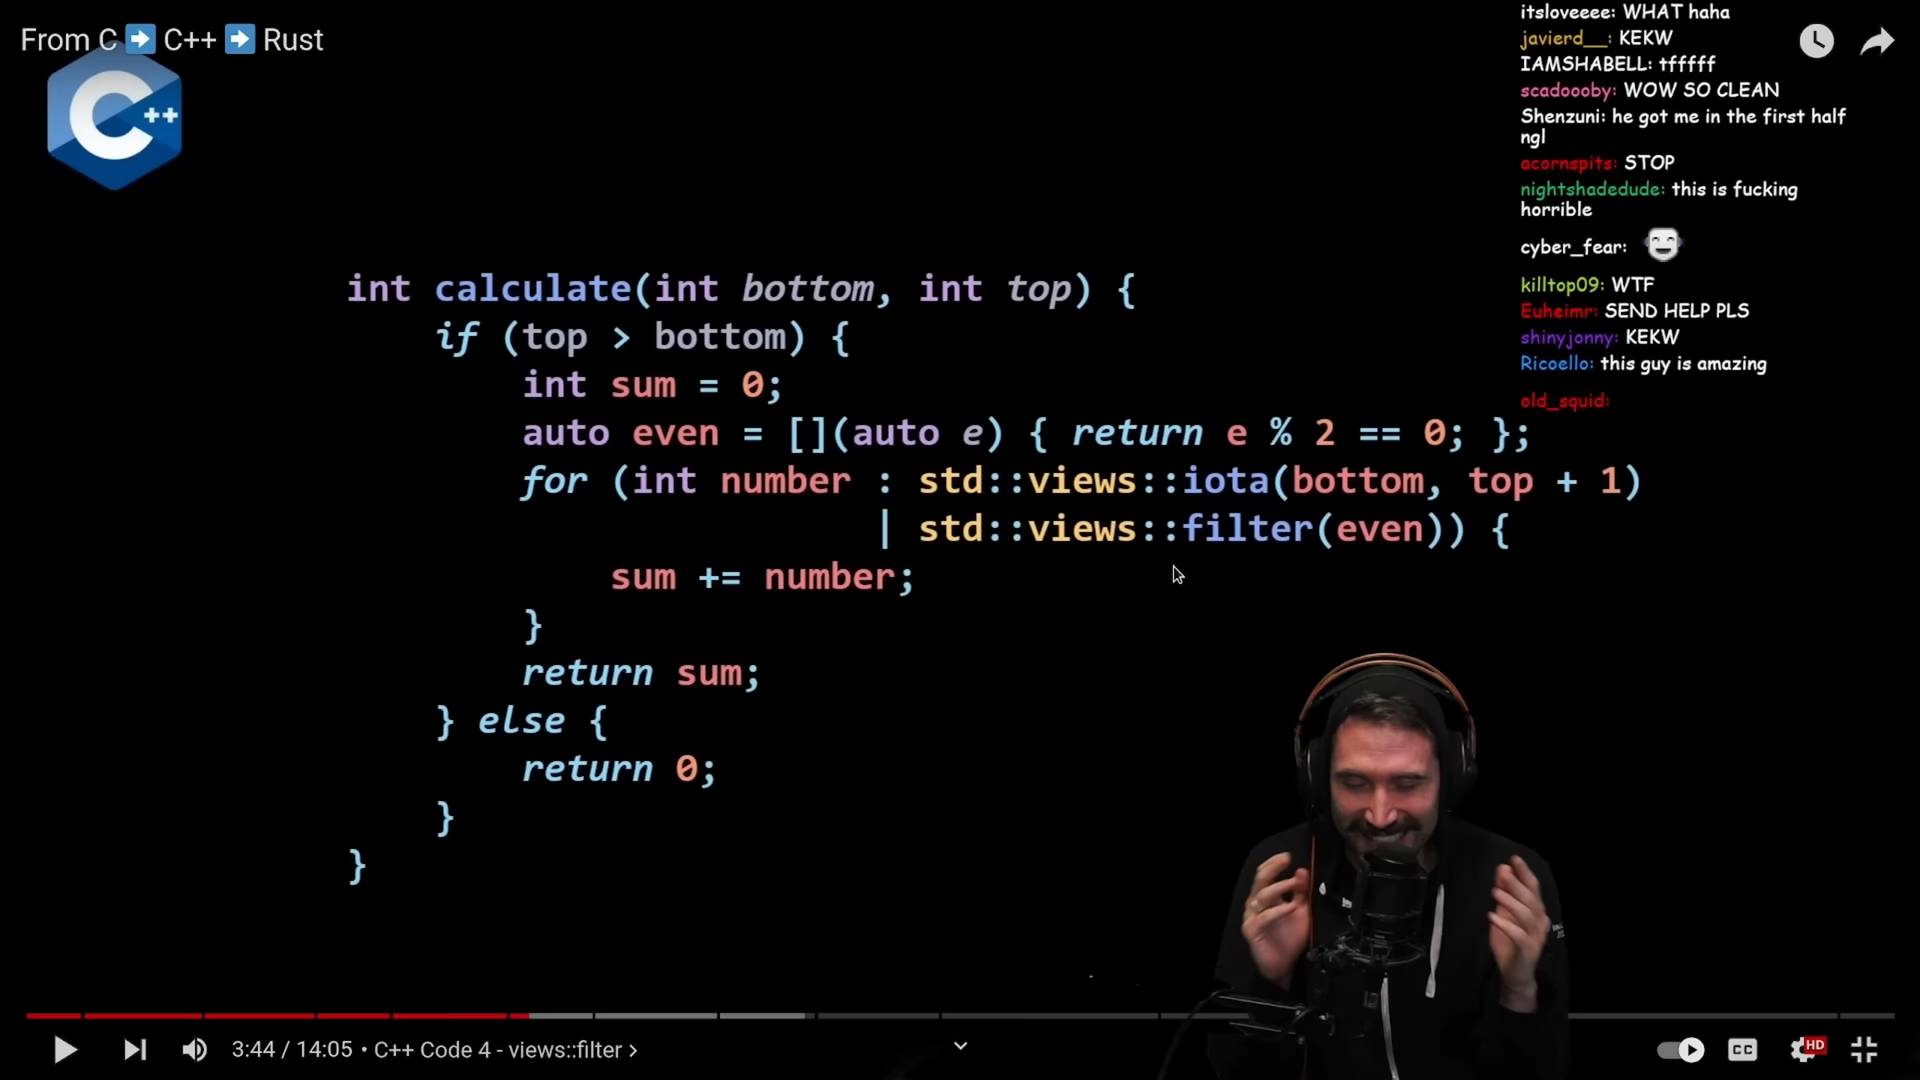 From C ➡ C++ ➡ Rust
C++
itsloveeee: WHAT haha
javierd__: KEKW
IAMSHABELL: tfffff
scadoooby: WOW SO CLEAN
Shenzuni: he got me in the first half
ngl
acornspits: STOP
nightshadedude: this is fucking
horrible
cyber_fear:
killtop09: WTF
Euheimr: SEND HELP PLS
shinyjonny: KEKW
Ricoello: this guy is amazing
old_squid:
int calculate(int bottom, int top) {
    if (top > bottom) {
        int sum = 0;
        auto even = [](auto e) { return e % 2 == 0; };
        for (int number : std::views::iota(bottom, top + 1)
                        | std::views::filter(even)) {
            sum += number;
        }
        return sum;
    } else {
        return 0;
    }
}
3:44 / 14:05 • C++ Code 4 - views::filter ›
CC
HD